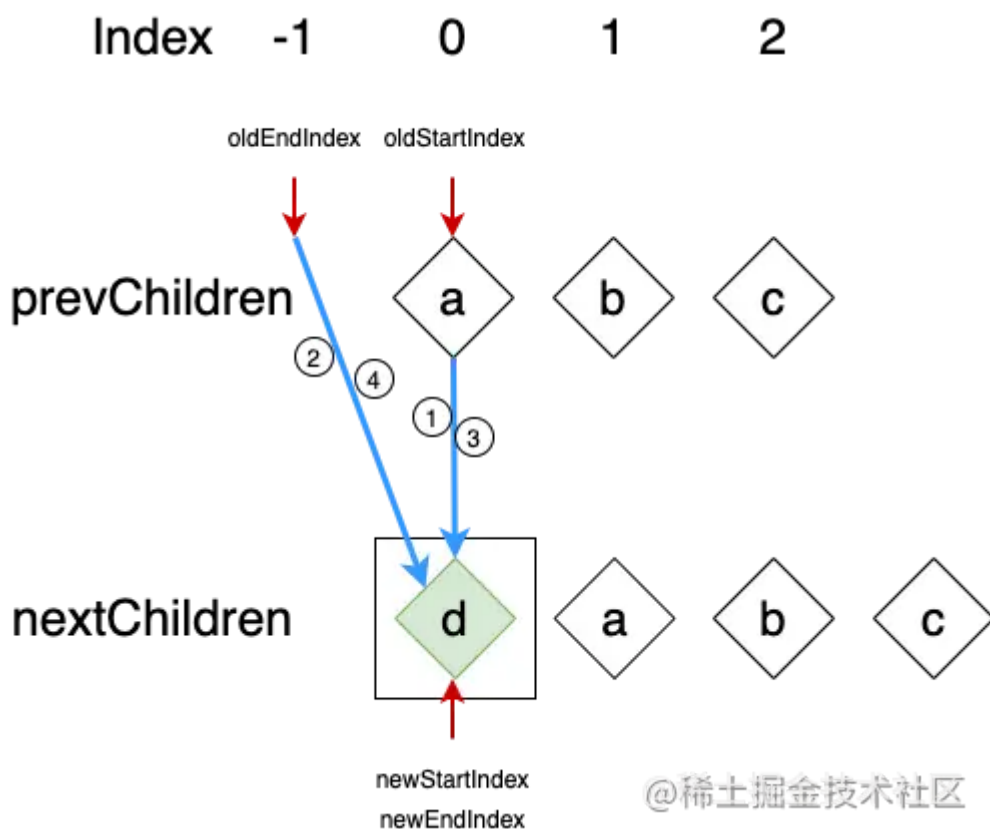 Index -1 0 1 2
oldEndIndex oldStartIndex
prevChildren a b c
② ④ ① ③
nextChildren d a b c
newStartIndex
newEndIndex
@稀土掘金技术社区